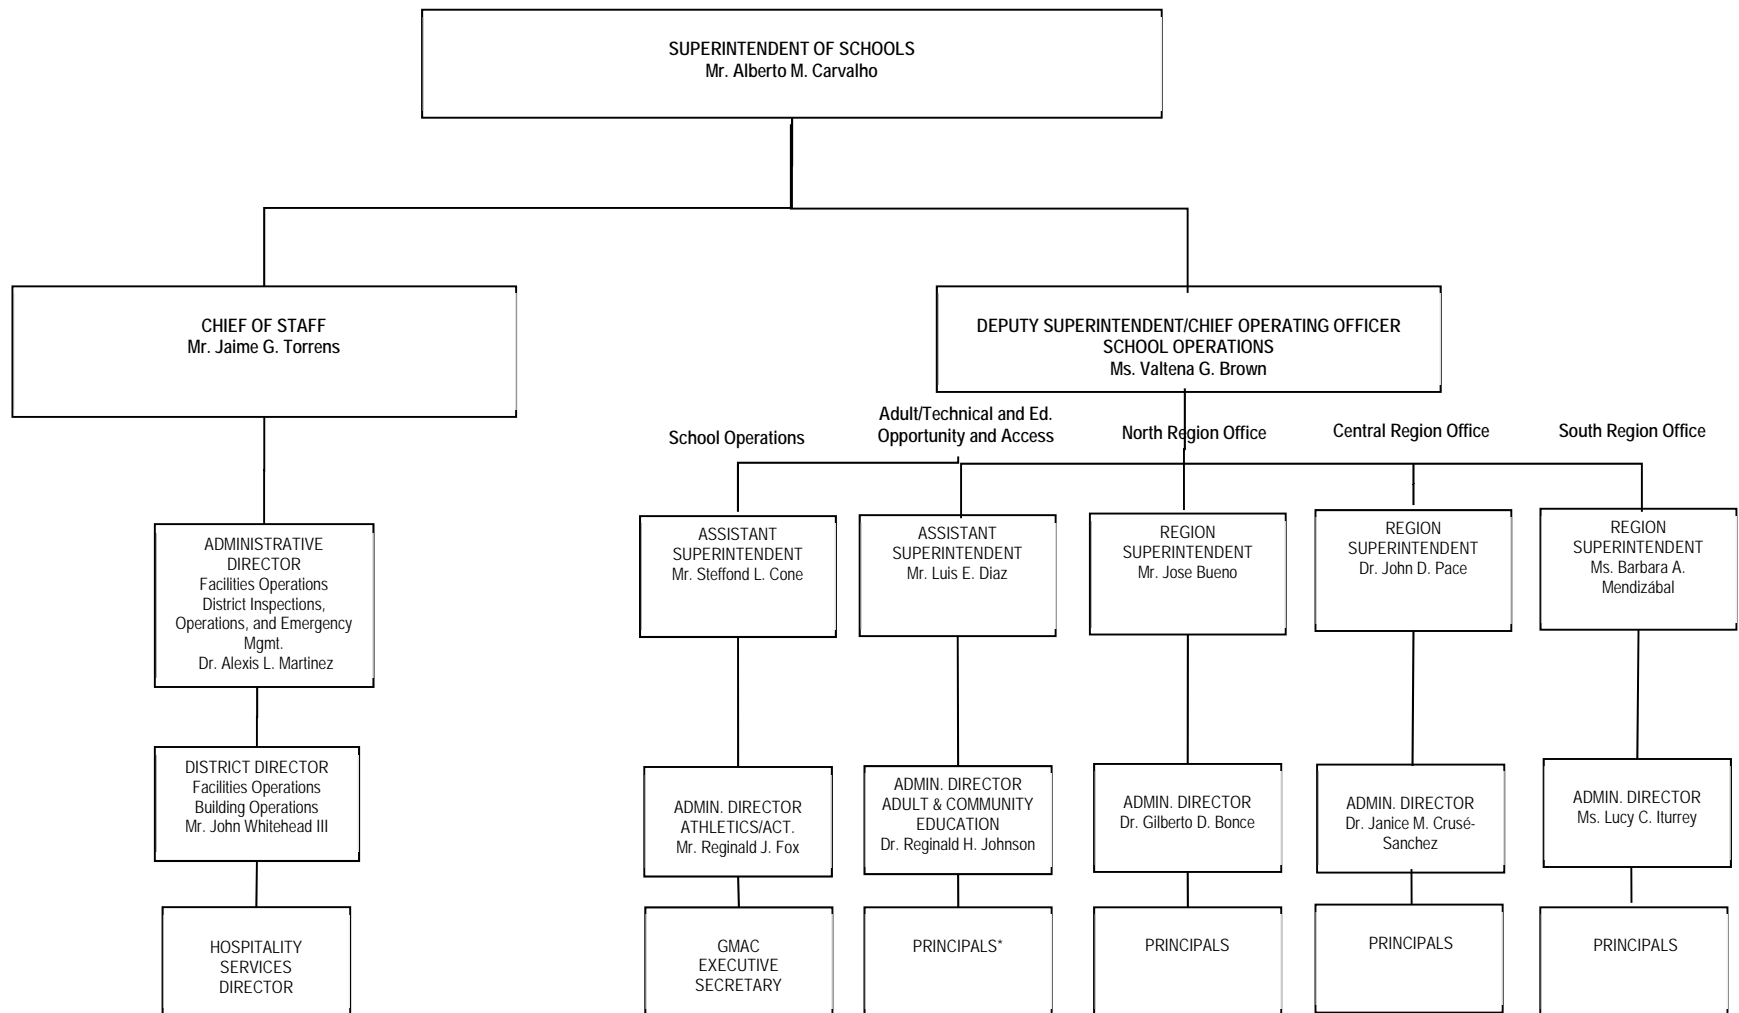 SUPERINTENDENT OF SCHOOLS
Mr. Alberto M. Carvalho
CHIEF OF STAFF
Mr. Jaime G. Torrens
DEPUTY SUPERINTENDENT/CHIEF OPERATING OFFICER
SCHOOL OPERATIONS
Ms. Valtena G. Brown
School Operations
Adult/Technical and Ed.
Opportunity and Access
North Region Office
Central Region Office
South Region Office
ADMINISTRATIVE
DIRECTOR
Facilities Operations
District Inspections,
Operations, and Emergency
Mgmt.
Dr. Alexis L. Martinez
ASSISTANT
SUPERINTENDENT
Mr. Steffond L. Cone
ASSISTANT
SUPERINTENDENT
Mr. Luis E. Diaz
REGION
SUPERINTENDENT
Mr. Jose Bueno
REGION
SUPERINTENDENT
Dr. John D. Pace
REGION
SUPERINTENDENT
Ms. Barbara A.
Mendizábal
DISTRICT DIRECTOR
Facilities Operations
Building Operations
Mr. John Whitehead III
ADMIN. DIRECTOR
ATHLETICS/ACT.
Mr. Reginald J. Fox
ADMIN. DIRECTOR
ADULT & COMMUNITY
EDUCATION
Dr. Reginald H. Johnson
ADMIN. DIRECTOR
Dr. Gilberto D. Bonce
ADMIN. DIRECTOR
Dr. Janice M. Crusé-
Sanchez
ADMIN. DIRECTOR
Ms. Lucy C. Iturrey
HOSPITALITY
SERVICES
DIRECTOR
GMAC
EXECUTIVE
SECRETARY
PRINCIPALS*
PRINCIPALS
PRINCIPALS
PRINCIPALS